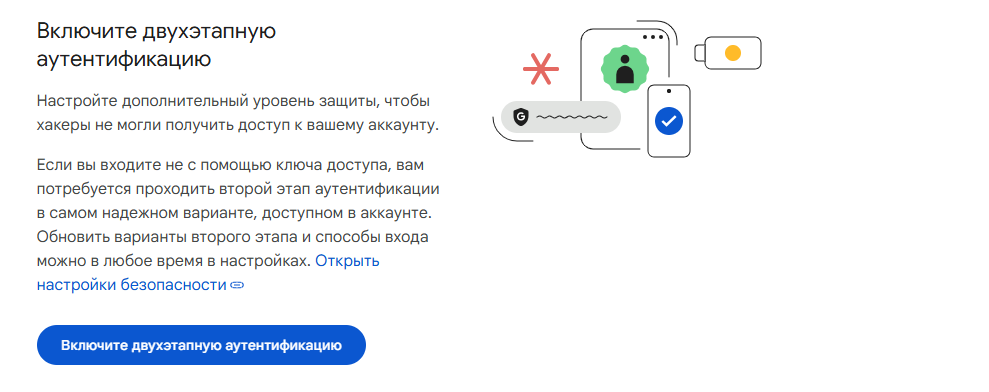 Включите двухэтапную
аутентификацию
Настройте дополнительный уровень защиты, чтобы
хакеры не могли получить доступ к вашему аккаунту.
Если вы входите не с помощью ключа доступа, вам
потребуется проходить второй этап аутентификации
в самом надежном варианте, доступном в аккаунте.
Обновить варианты второго этапа и способы входа
можно в любое время в настройках. Открыть
настройки безопасности
Включите двухэтапную аутентификацию
G